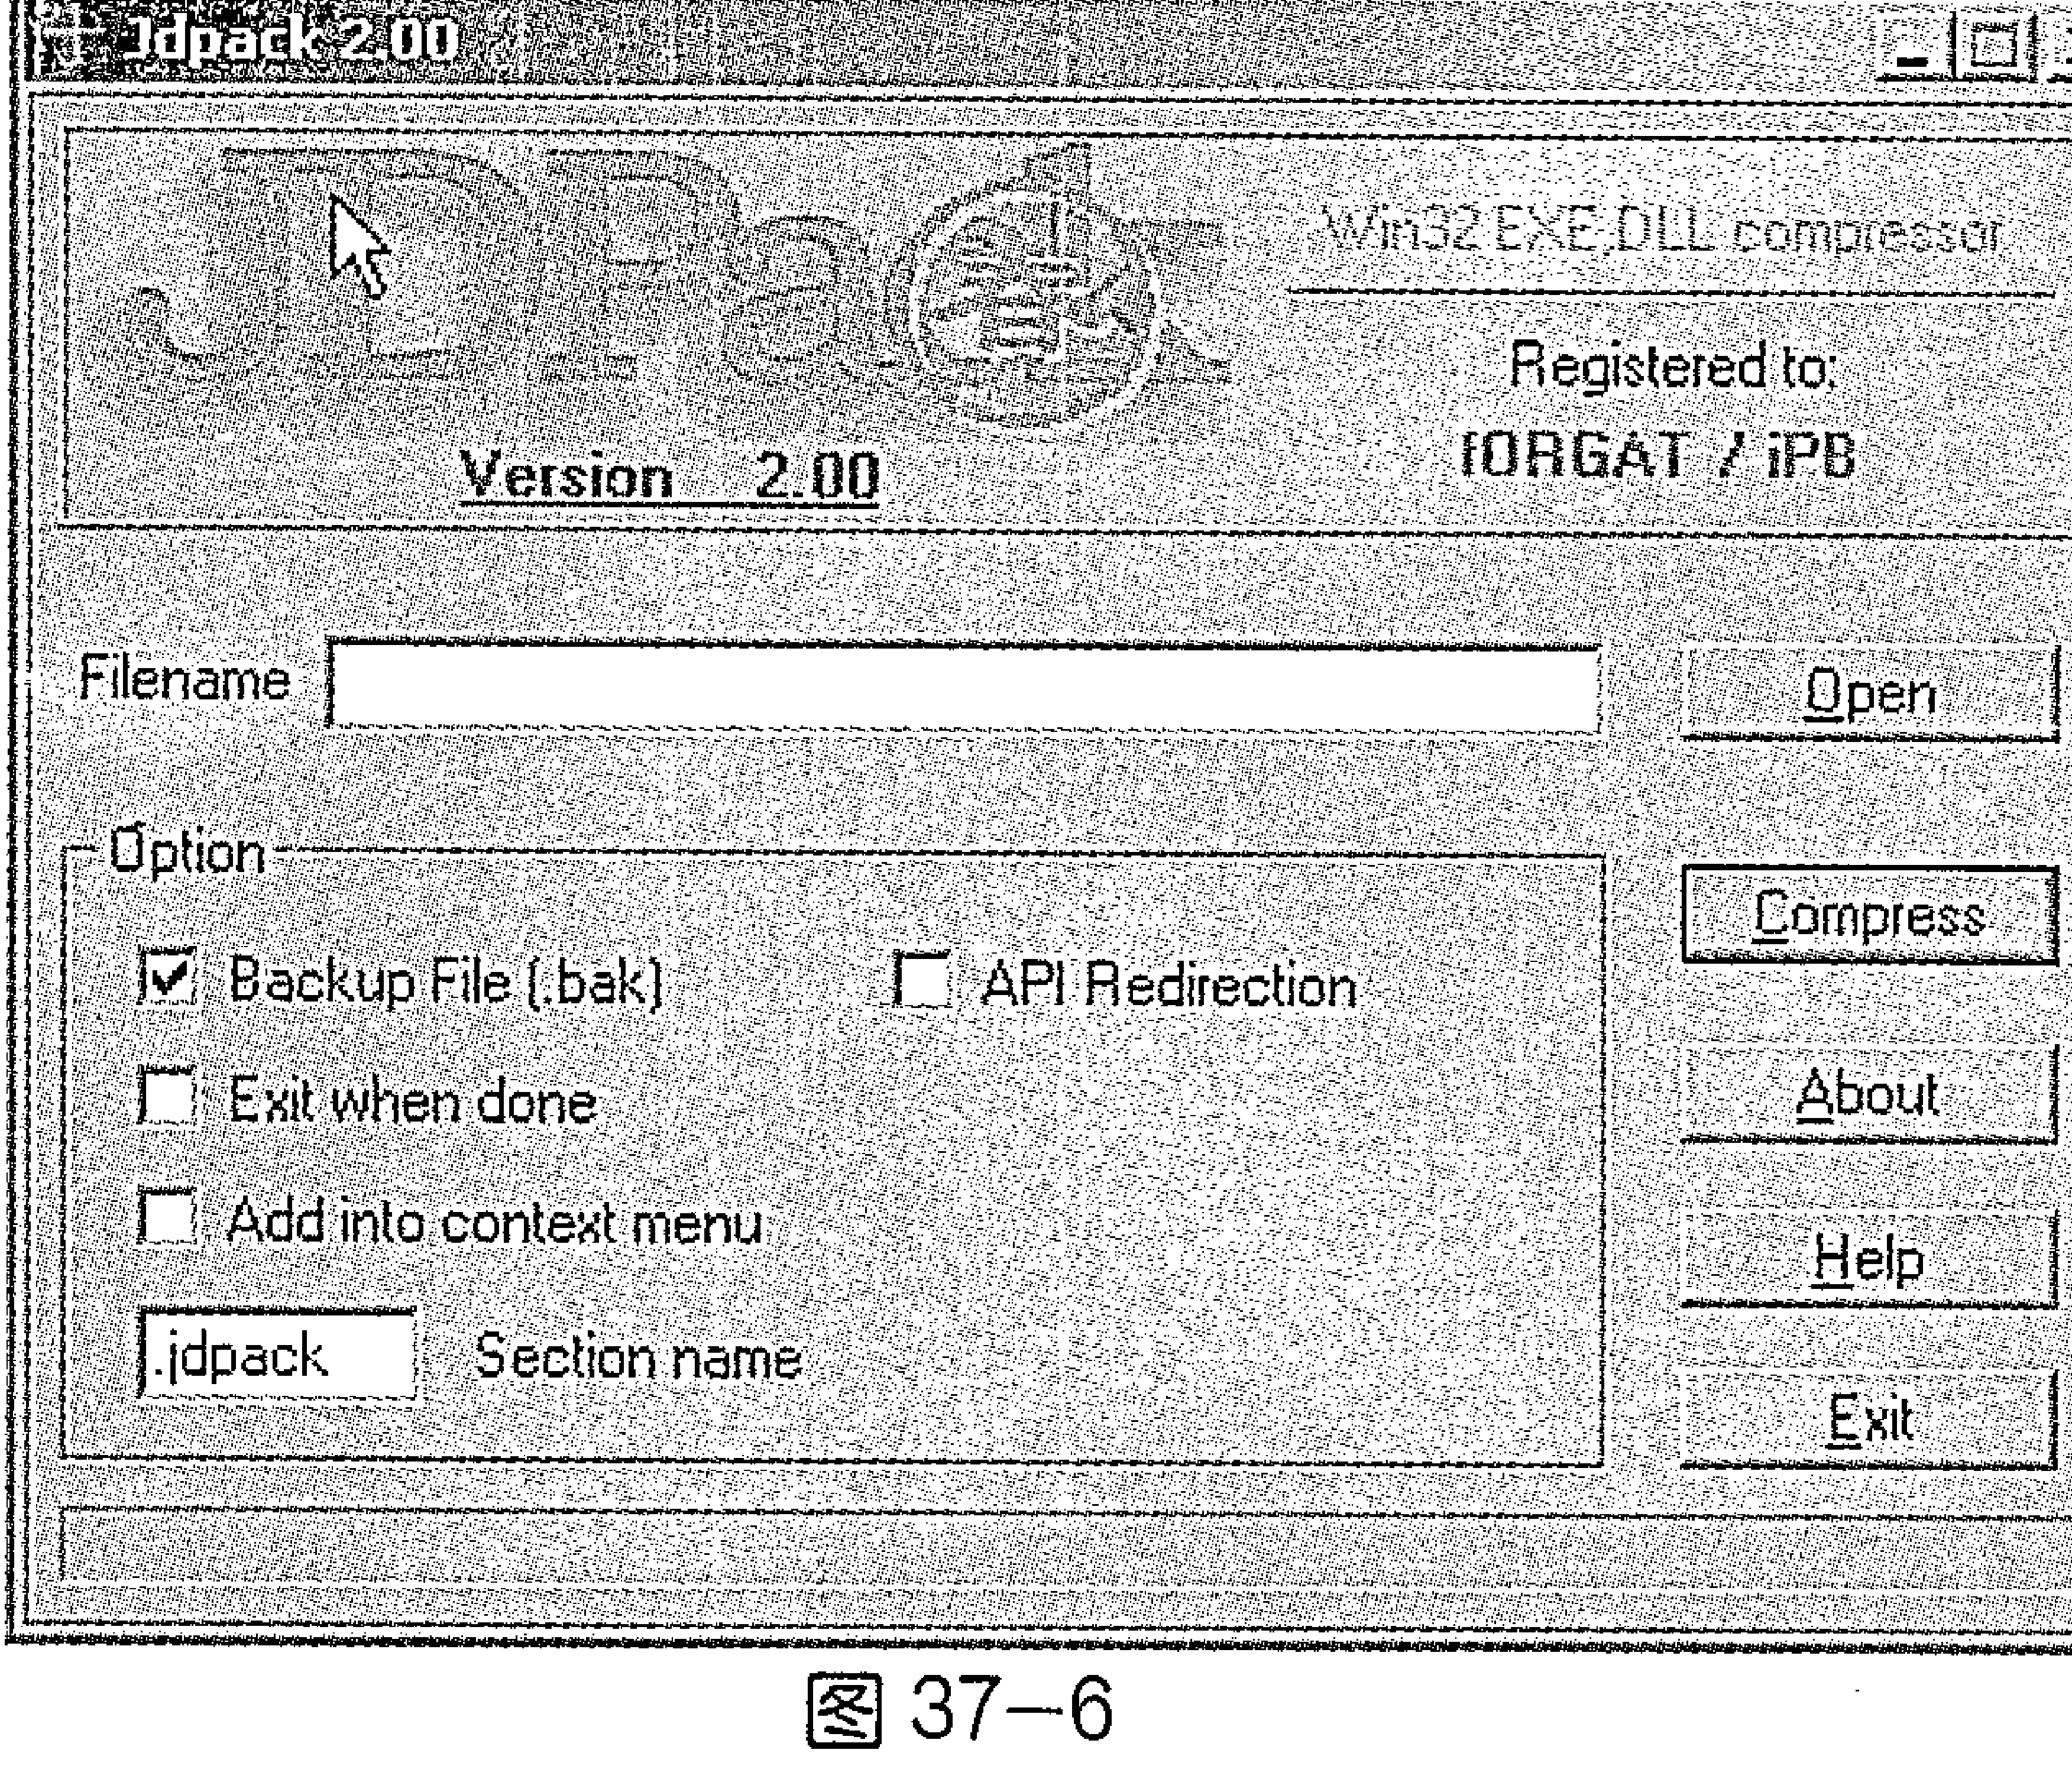 Jdpack 2.00
Win32 EXE,DLL compressor
Registered to:
fORGAT / iPB
Version 2.00
Filename
Open
Option
Compress
Backup File (.bak)
API Redirection
Exit when done
About
Add into context menu
Help
.jdpack
Section name
Exit
图 37-6